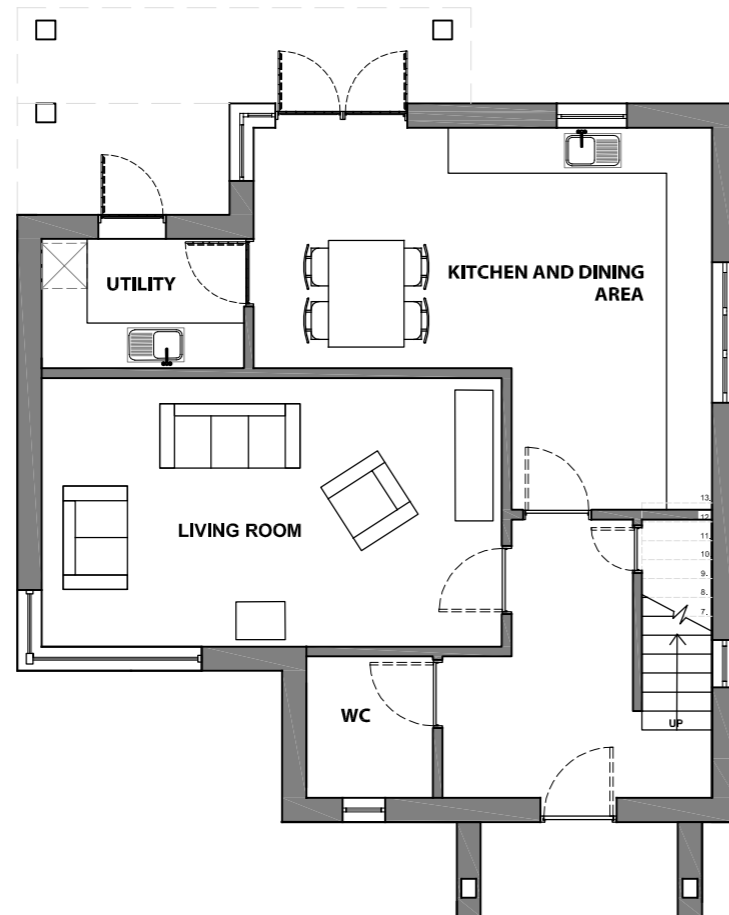 UTILITY
KITCHEN AND DINING
AREA
LIVING ROOM
13.
12.
11.
10.
9.
8.
7.
WC
UP